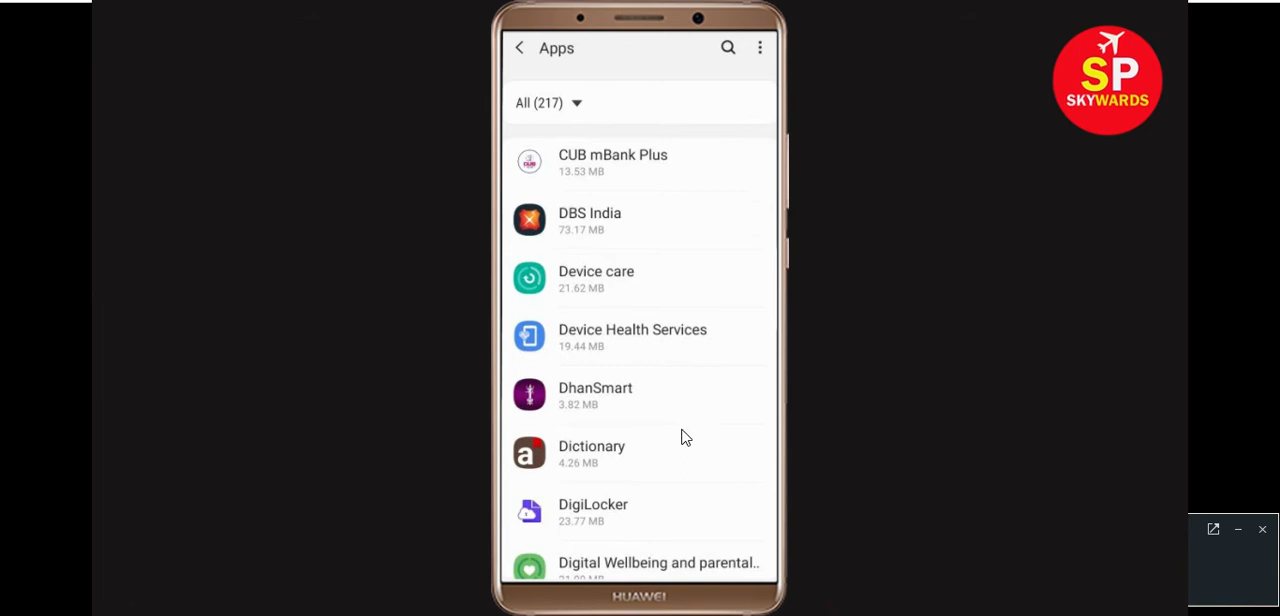 Apps
SP
SKYWARDS
All (217)
CUB mBank Plus
13.53 MB
DBS India
73.17 MB
Device care
21.62 MB
Device Health Services
19.44 MB
DhanSmart
3.82 MB
a
Dictionary
4.26 MB
DigiLocker
23.77 MB
Digital Wellbeing and parental..
HUAWEI